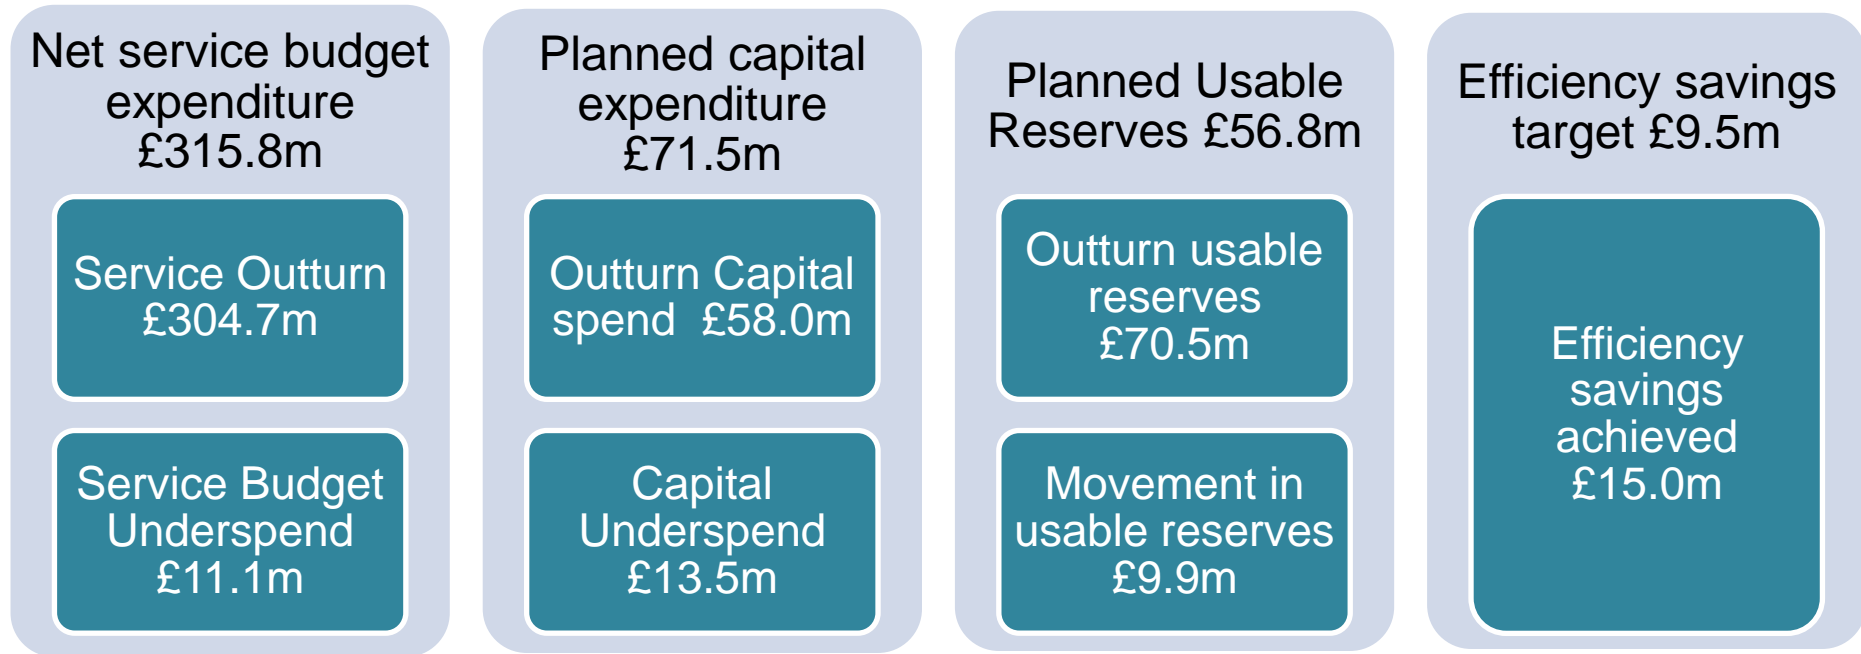 Net service budget
expenditure
£315.8m
Service Outturn
£304.7m
Service Budget
Underspend
£11.1m
Planned capital
expenditure
£71.5m
Outturn Capital
spend  £58.0m
Capital
Underspend
£13.5m
Planned Usable
Reserves £56.8m
Outturn usable
reserves
£70.5m
Movement in
usable reserves
£9.9m
Efficiency savings
target £9.5m
Efficiency
savings
achieved
£15.0m